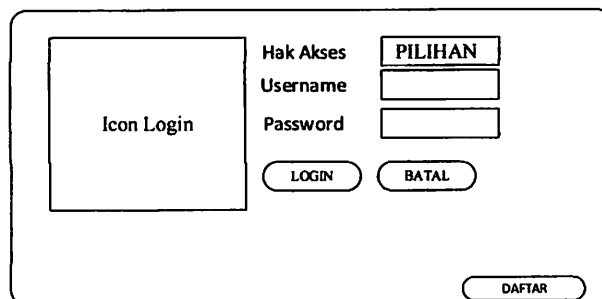 Hak Akses PILIHAN
Username
Icon Login
Password
LOGIN BATAL
DAFTAR